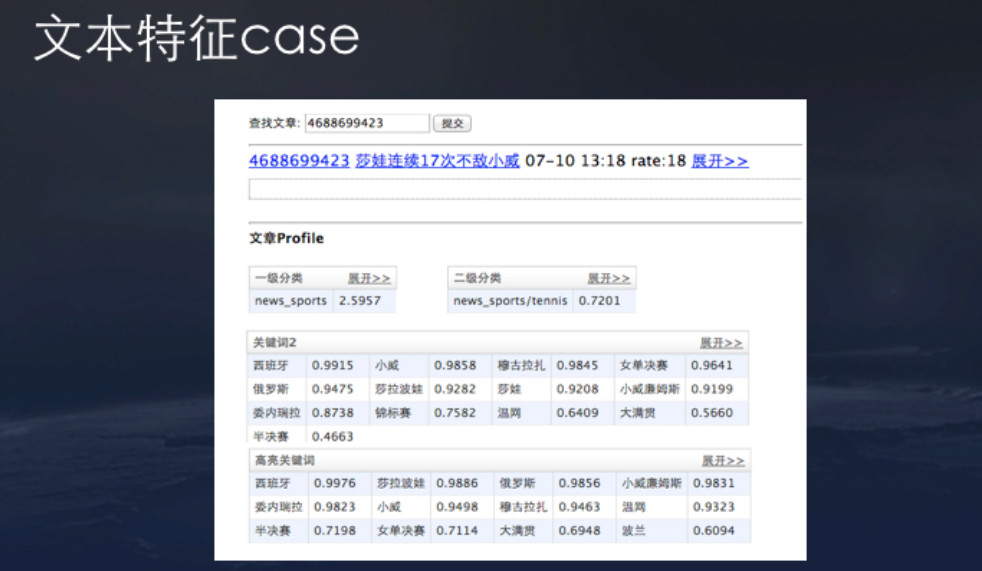 文本特征case
查找文章: 4688699423 提交
4688699423 莎娃连续17次不敌小威 07-10 13:18 rate:18 展开>>
文章Profile
一级分类 展开>> 二级分类 展开>>
news_sports 2.5957 news_sports/tennis 0.7201
关键词2 展开>>
西班牙 0.9915 小威 0.9858 穆古拉扎 0.9845 女单决赛 0.9641
俄罗斯 0.9475 莎拉波娃 0.9282 莎娃 0.9208 小威廉姆斯 0.9199
委内瑞拉 0.8738 锦标赛 0.7582 温网 0.6409 大满贯 0.5660
半决赛 0.4663
高亮关键词 展开>>
西班牙 0.9976 莎拉波娃 0.9886 俄罗斯 0.9856 小威廉姆斯 0.9831
委内瑞拉 0.9823 小威 0.9498 穆古拉扎 0.9463 温网 0.9323
半决赛 0.7198 女单决赛 0.7114 大满贯 0.6948 波兰 0.6094